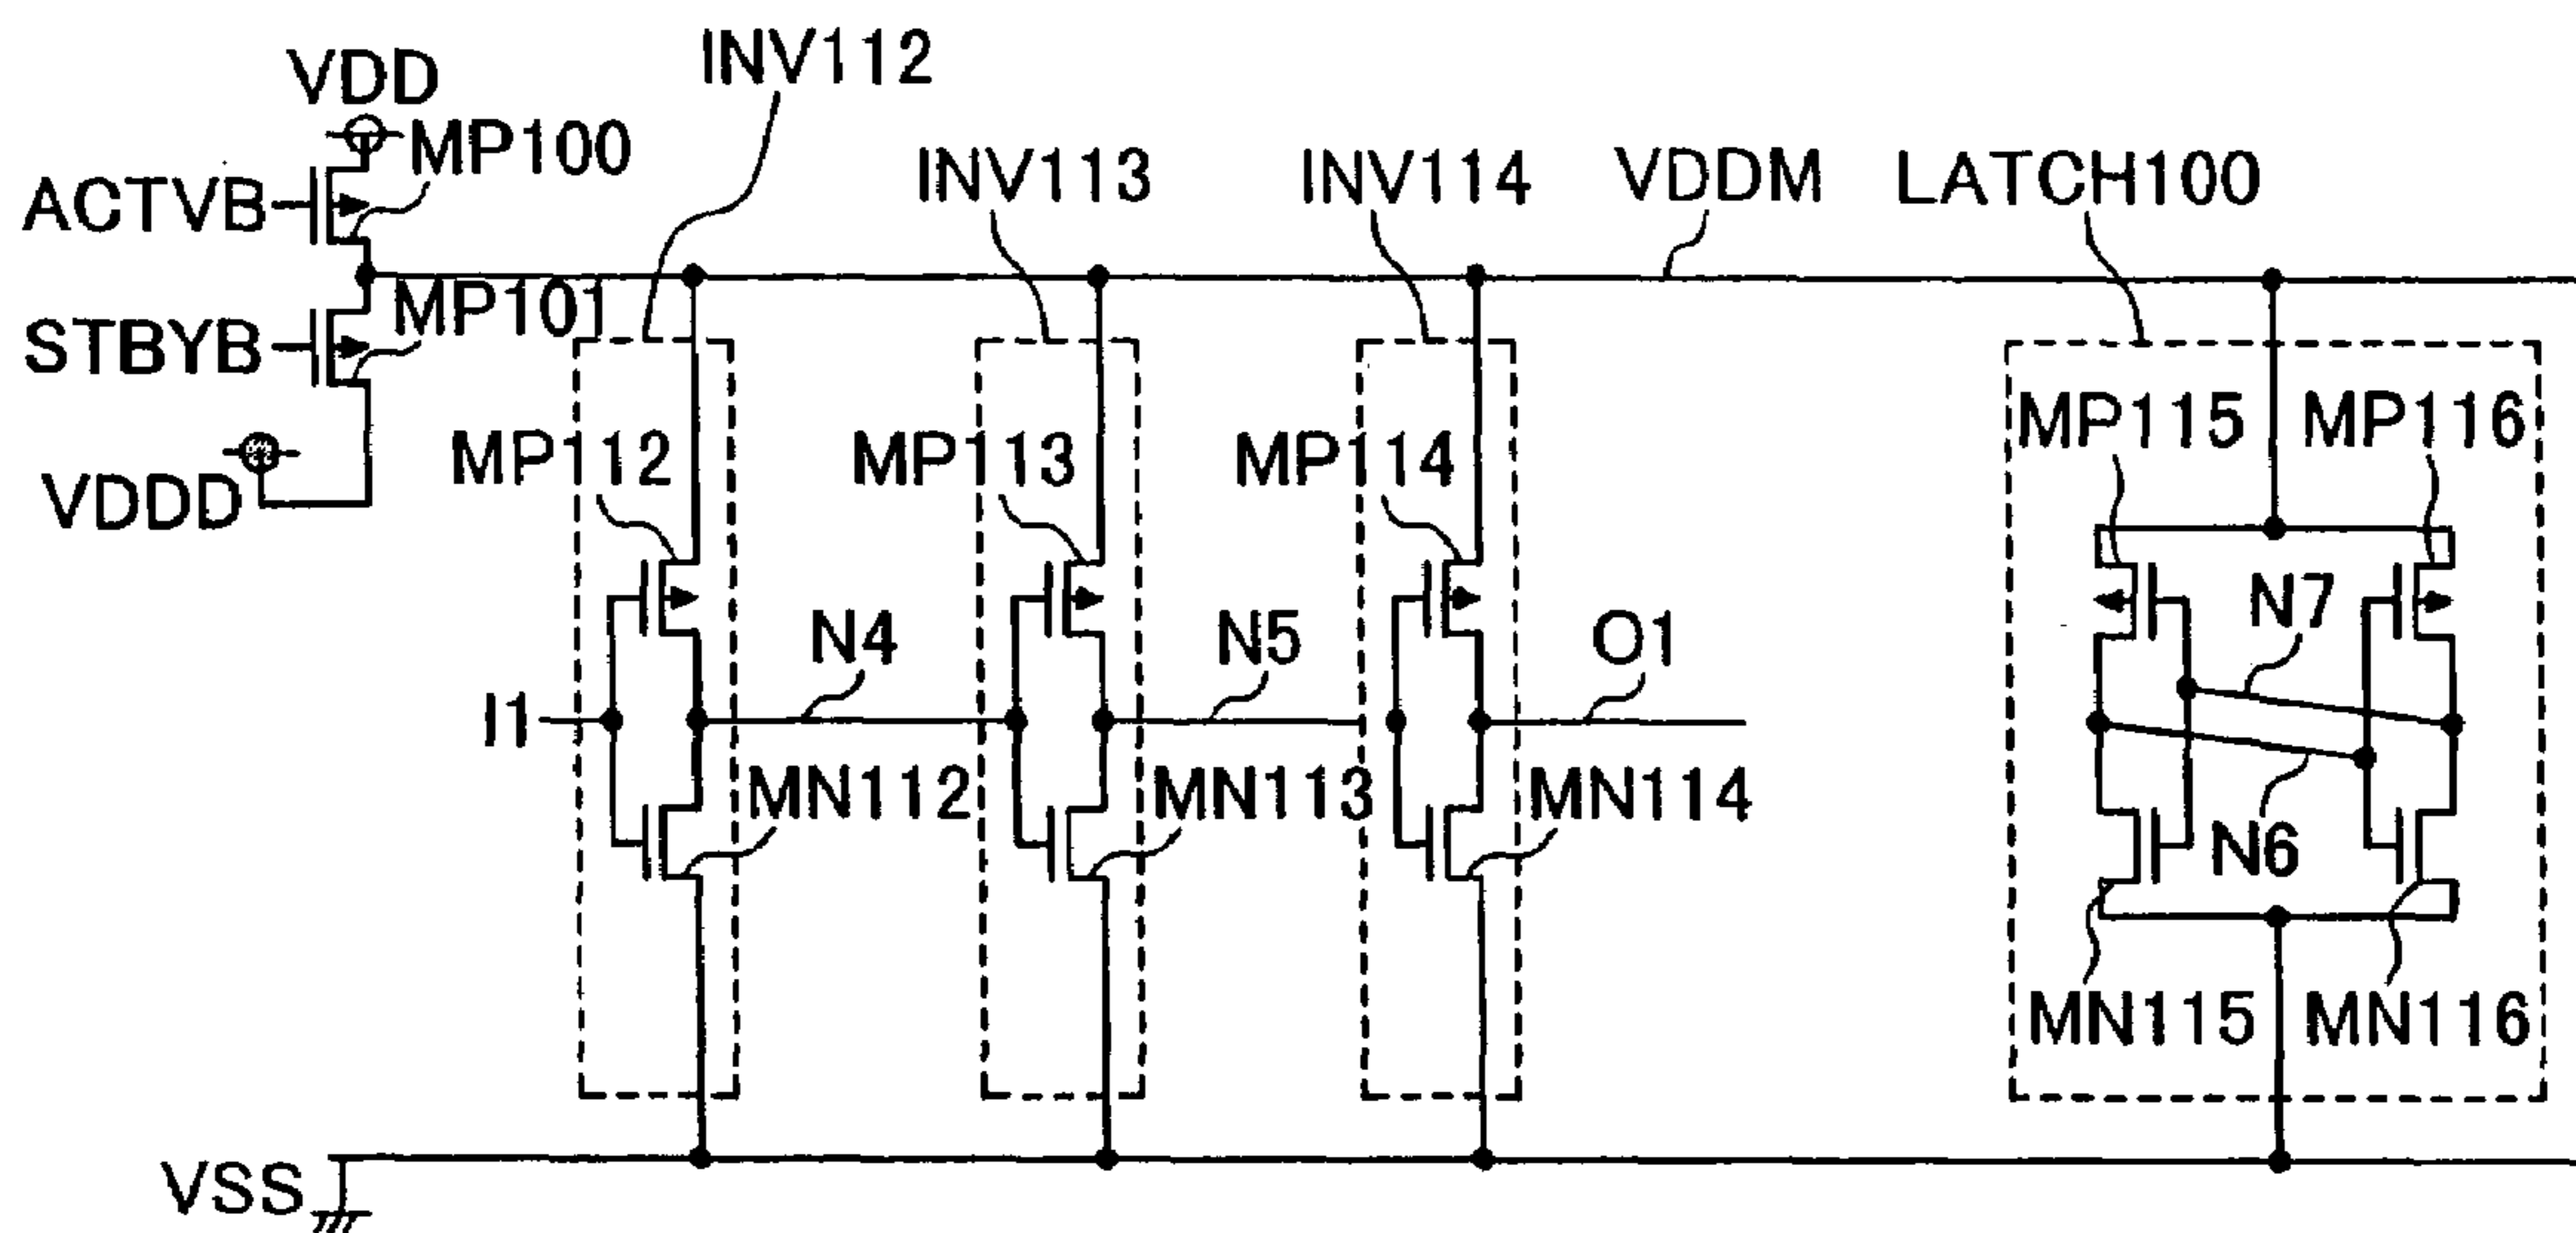 INV112
VDD
MP100
INV113
INV114
VDDM
LATCH100
ACTVB
MP101
STBYB
MP115
MP116
MP112
MP113
MP114
VDDD
N7
N4
N5
O1
I1
MN112
MN113
MN114
N6
MN115
MN116
VSS